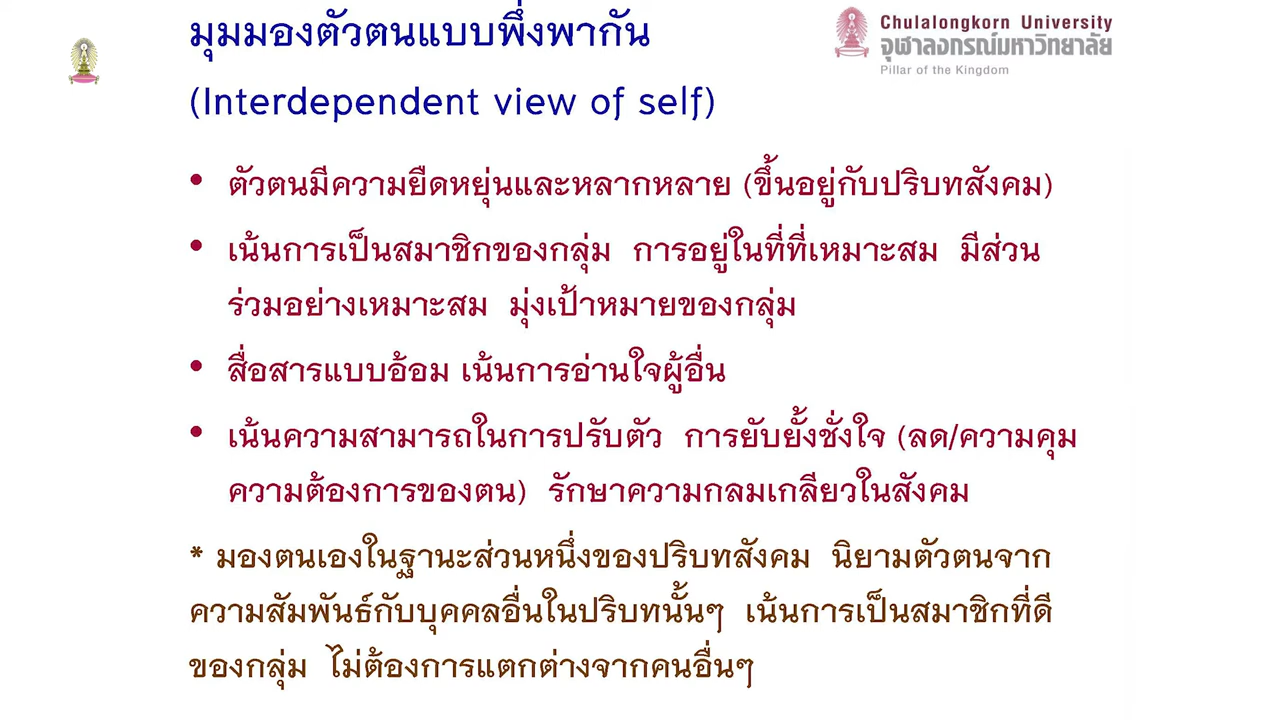 มุมมองตัวตนแบบพึ่งพากัน
(Interdependent view of self)
Chulalongkorn University
จุฬาลงกรณ์มหาวิทยาลัย
Pillar of the Kingdom
• ตัวตนมีความยืดหยุ่นและหลากหลาย (ขึ้นอยู่กับปริบทสังคม)
• เน้นการเป็นสมาชิกของกลุ่ม การอยู่ในที่ที่เหมาะสม มีส่วน
ร่วมอย่างเหมาะสม มุ่งเป้าหมายของกลุ่ม
• สื่อสารแบบอ้อม เน้นการอ่านใจผู้อื่น
• เน้นความสามารถในการปรับตัว การยับยั้งชั่งใจ (ลด/ความคุม
ความต้องการของตน) รักษาความกลมเกลียวในสังคม
* มองตนเองในฐานะส่วนหนึ่งของปริบทสังคม นิยามตัวตนจาก
ความสัมพันธ์กับบุคคลอื่นในปริบทนั้นๆ เน้นการเป็นสมาชิกที่ดี
ของกลุ่ม ไม่ต้องการแตกต่างจากคนอื่นๆ